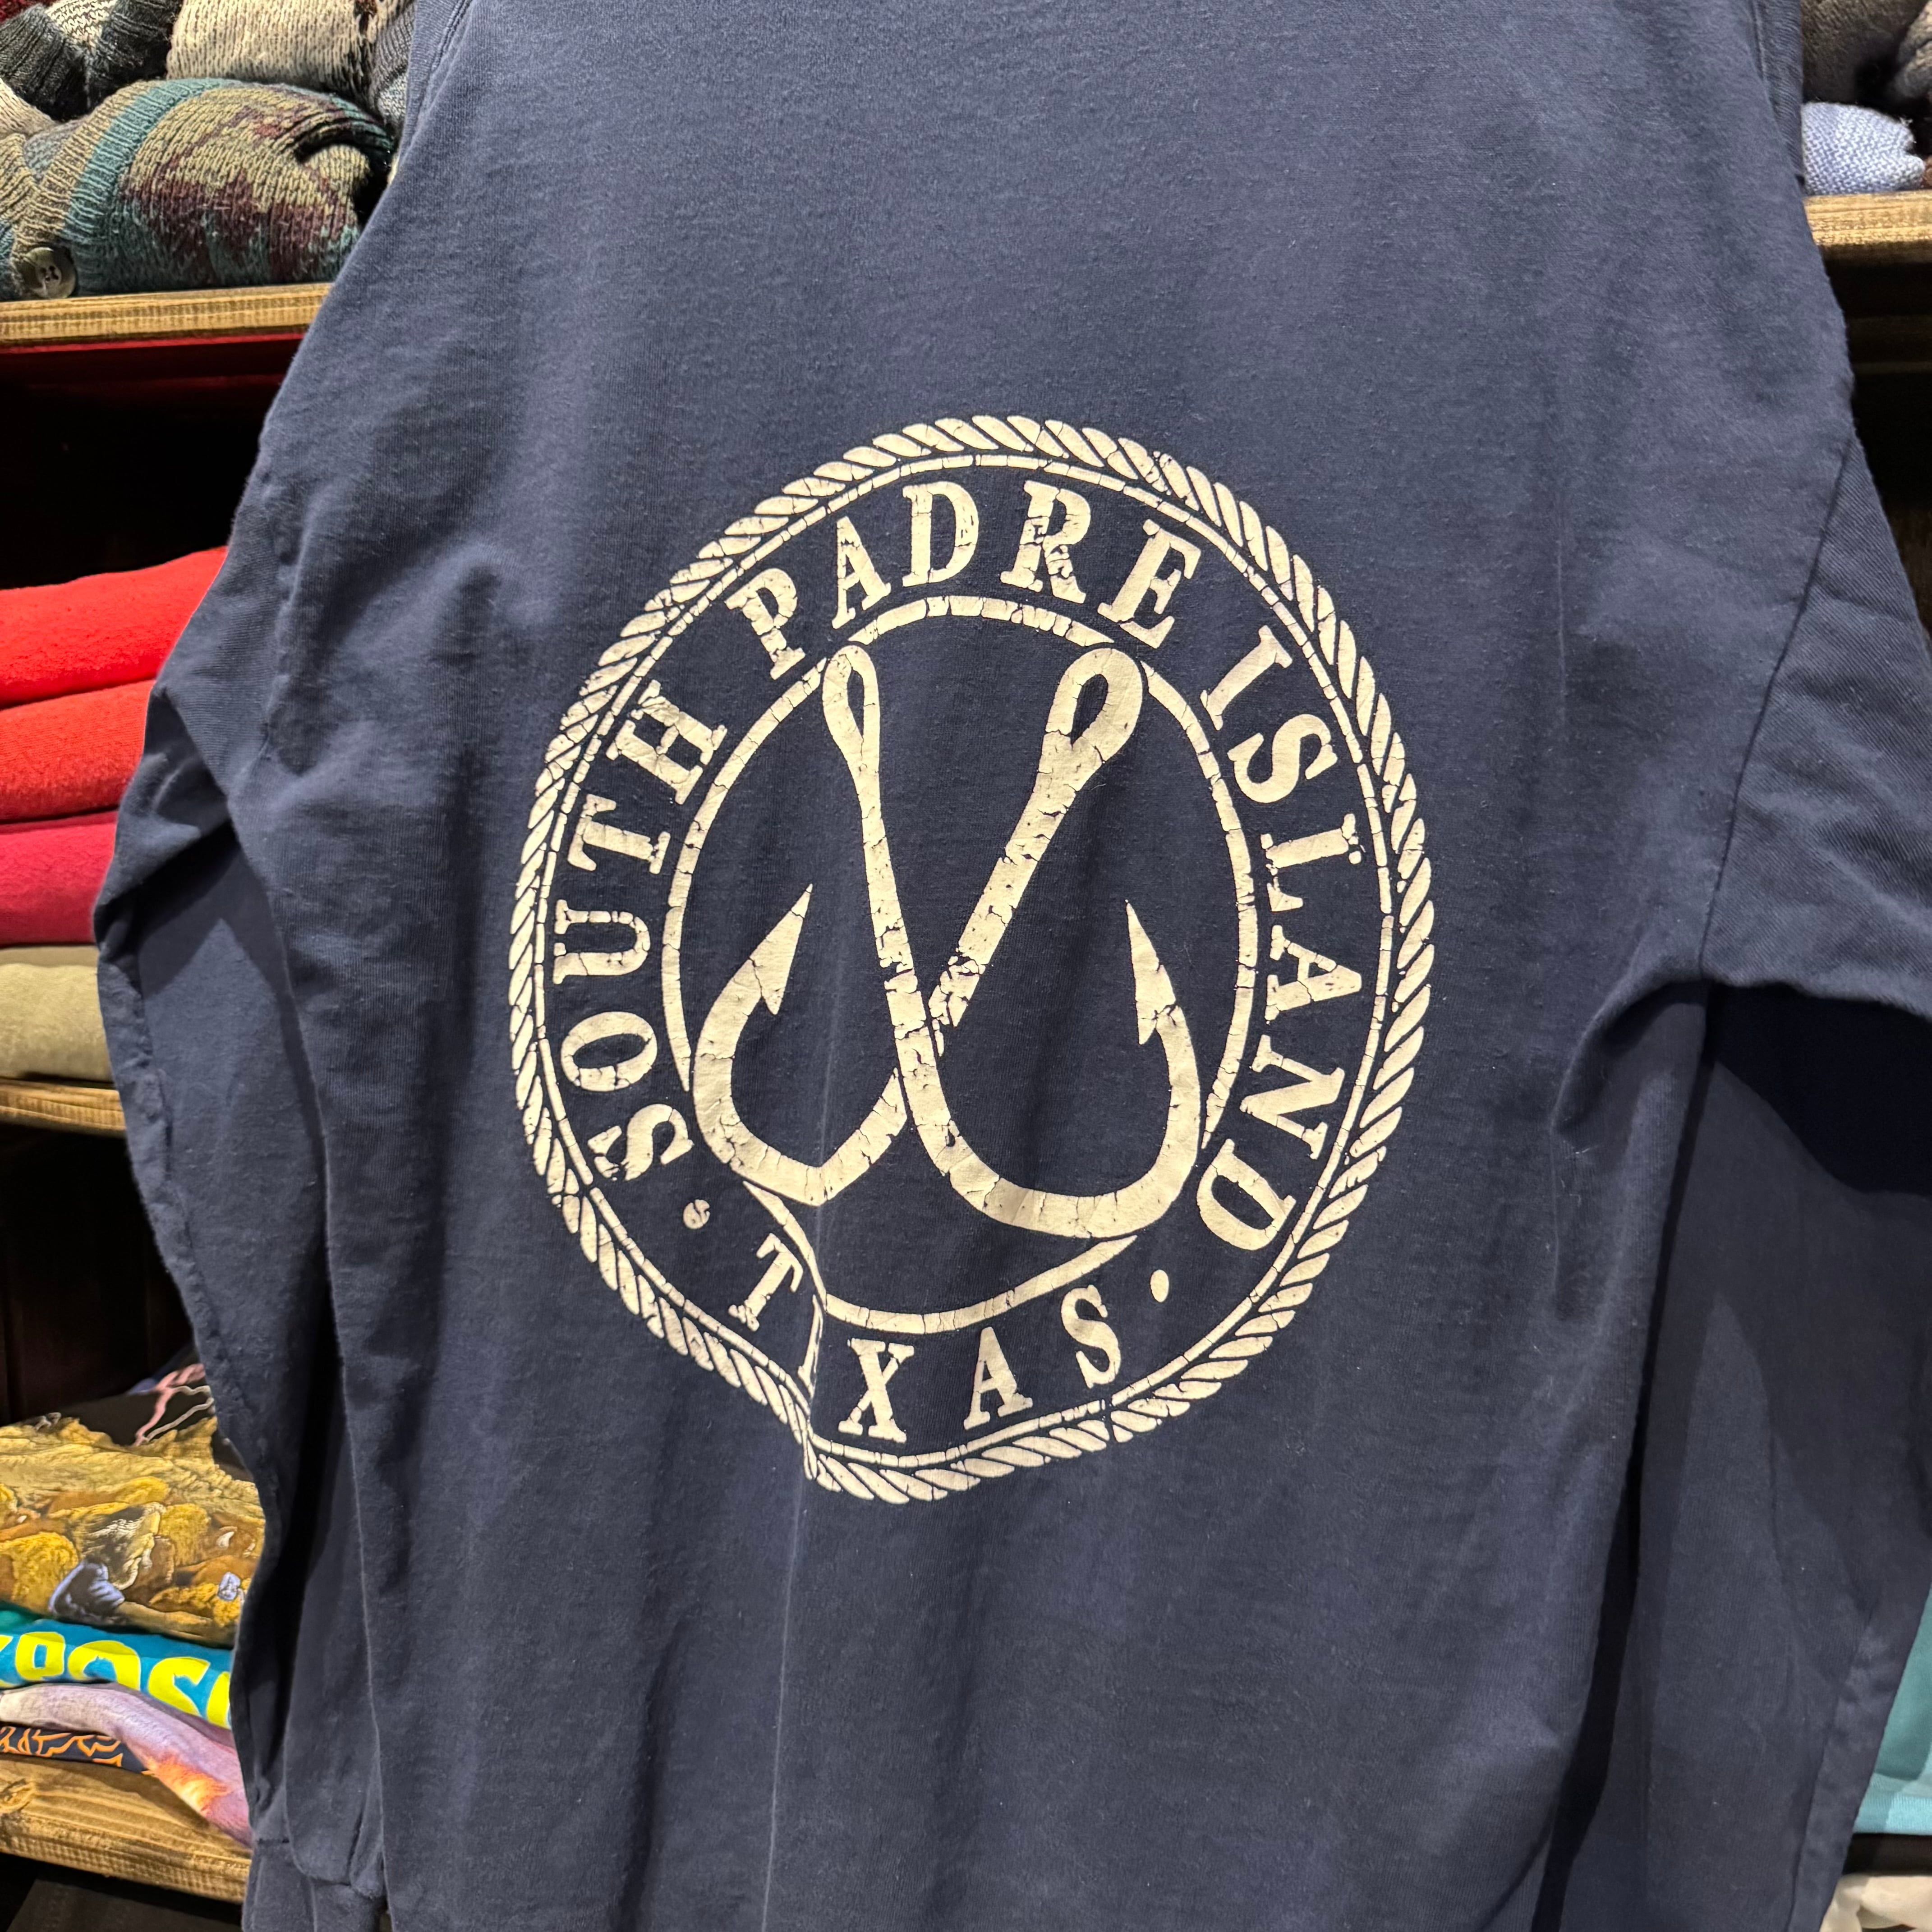 SOUTH PADRE ISLAND
• TEXAS •